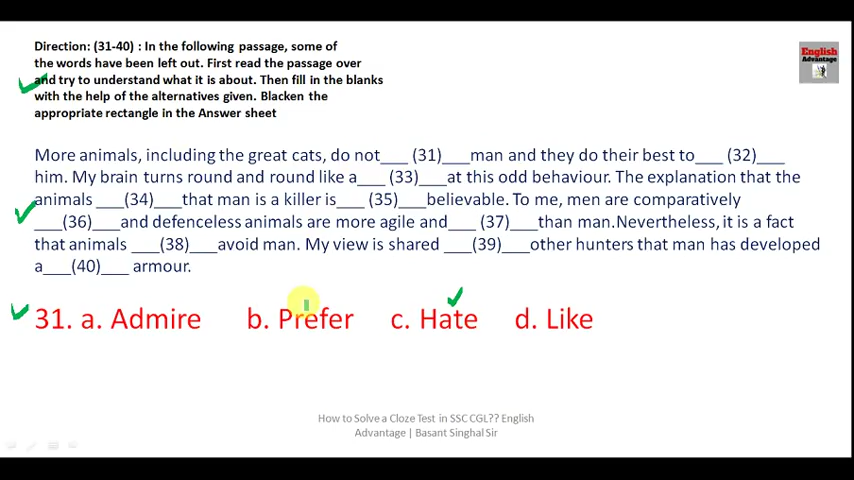 Direction: (31-40) : In the following passage, some of
the words have been left out. First read the passage over
and try to understand what it is about. Then fill in the blanks
with the help of the alternatives given. Blacken the
appropriate rectangle in the Answer sheet
English
Advantage
More animals, including the great cats, do not___ (31)___man and they do their best to___ (32)___
him. My brain turns round and round like a___ (33)___at this odd behaviour. The explanation that the
animals ___(34)___that man is a killer is___ (35)___believable. To me, men are comparatively
___(36)___and defenceless animals are more agile and___ (37)___than man.Nevertheless, it is a fact
that animals ___(38)___avoid man. My view is shared ___(39)___other hunters that man has developed
a___(40)___ armour.
31. a. Admire b. Prefer c. Hate d. Like
How to Solve a Cloze Test in SSC CGL?? English
Advantage | Basant Singhal Sir